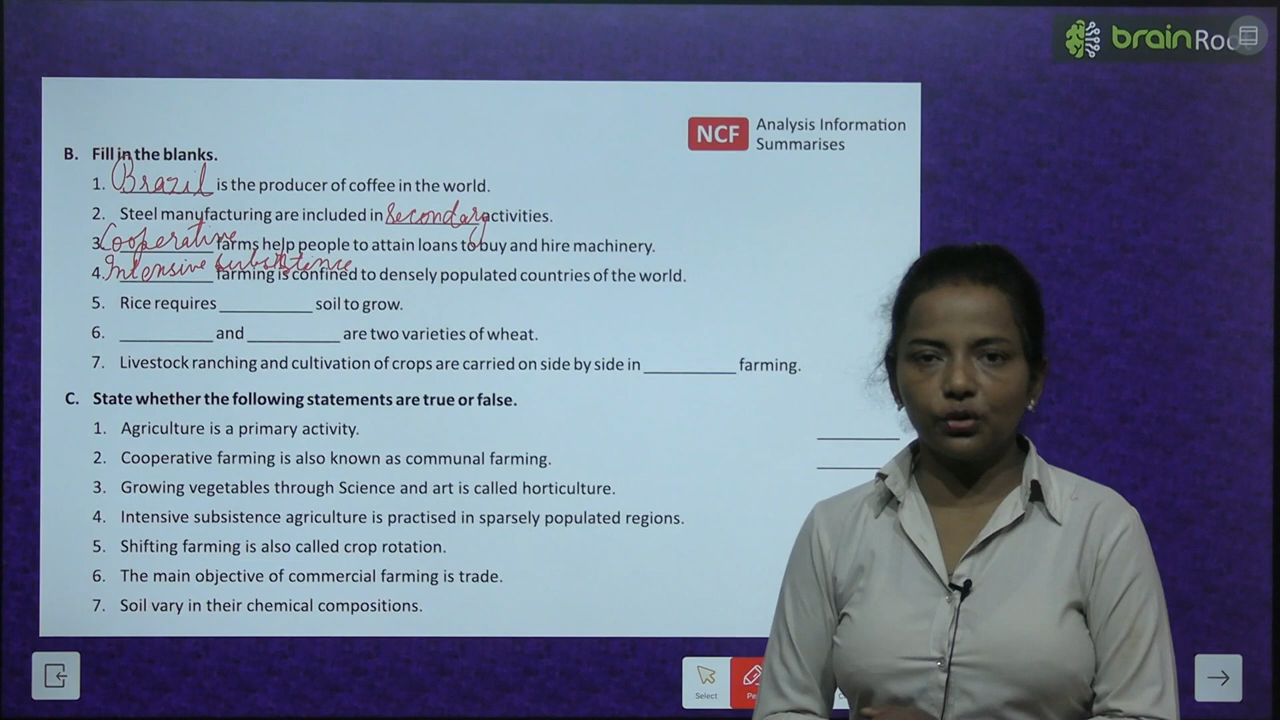 brainRoo
NCF Analysis Information
Summarises
B. Fill in the blanks.
1. Brazil is the producer of coffee in the world.
2. Steel manufacturing are included in Secondary activities.
3. Cooperative farms help people to attain loans to buy and hire machinery.
4. Intensive Subsistence farming is confined to densely populated countries of the world.
5. Rice requires __________ soil to grow.
6. __________ and __________ are two varieties of wheat.
7. Livestock ranching and cultivation of crops are carried on side by side in __________ farming.
C. State whether the following statements are true or false.
1. Agriculture is a primary activity.
2. Cooperative farming is also known as communal farming.
3. Growing vegetables through Science and art is called horticulture.
4. Intensive subsistence agriculture is practised in sparsely populated regions.
5. Shifting farming is also called crop rotation.
6. The main objective of commercial farming is trade.
7. Soil vary in their chemical compositions.
Select Pe